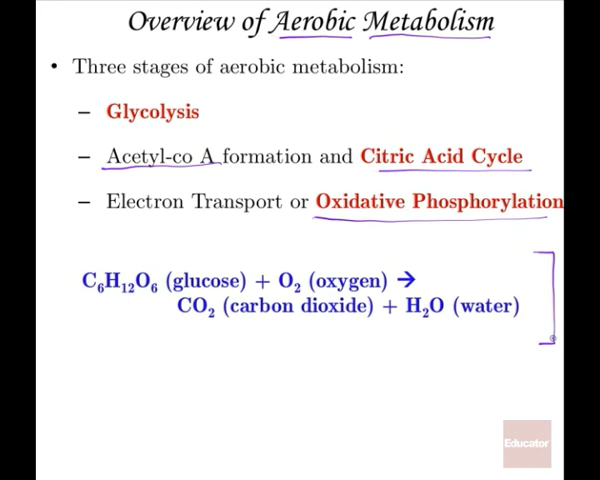 Overview of Aerobic Metabolism
• Three stages of aerobic metabolism:
– Glycolysis
– Acetyl-co A formation and Citric Acid Cycle
– Electron Transport or Oxidative Phosphorylation
C₆H₁₂O₆ (glucose) + O₂ (oxygen) →
CO₂ (carbon dioxide) + H₂O (water)
Educator